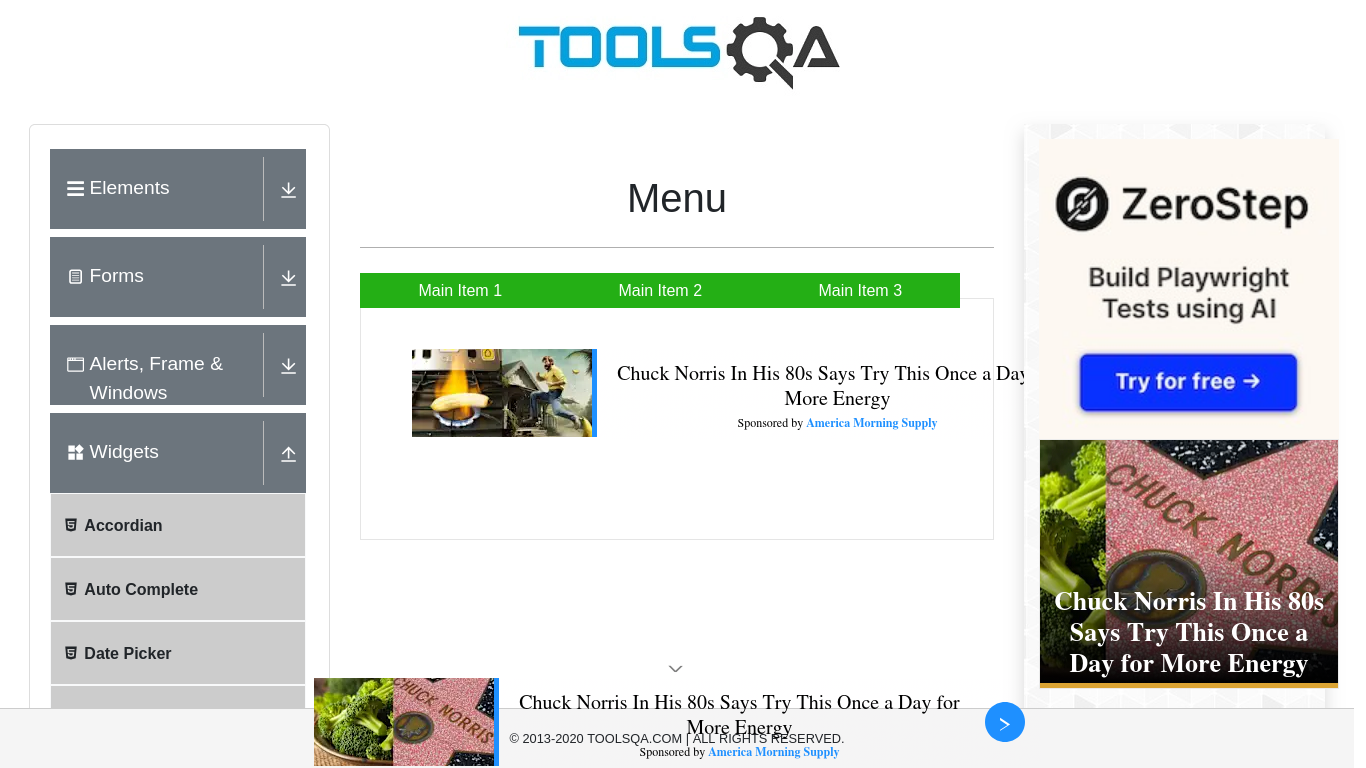 TOOLSQA
Elements
Forms
Alerts, Frame &
Windows
Widgets
Accordian
Auto Complete
Date Picker
Menu
Main Item 1
Main Item 2
Main Item 3
Chuck Norris In His 80s Says Try This Once a Day
More Energy
Sponsored by America Morning Supply
ZeroStep
Build Playwright
Tests using AI
Try for free →
CHUCK NORRIS
Chuck Norris In His 80s
Says Try This Once a
Day for More Energy
CHUCK NORRIS
Chuck Norris In His 80s Says Try This Once a Day for
More Energy
© 2013-2020 TOOLSQA.COM | ALL RIGHTS RESERVED.
Sponsored by America Morning Supply